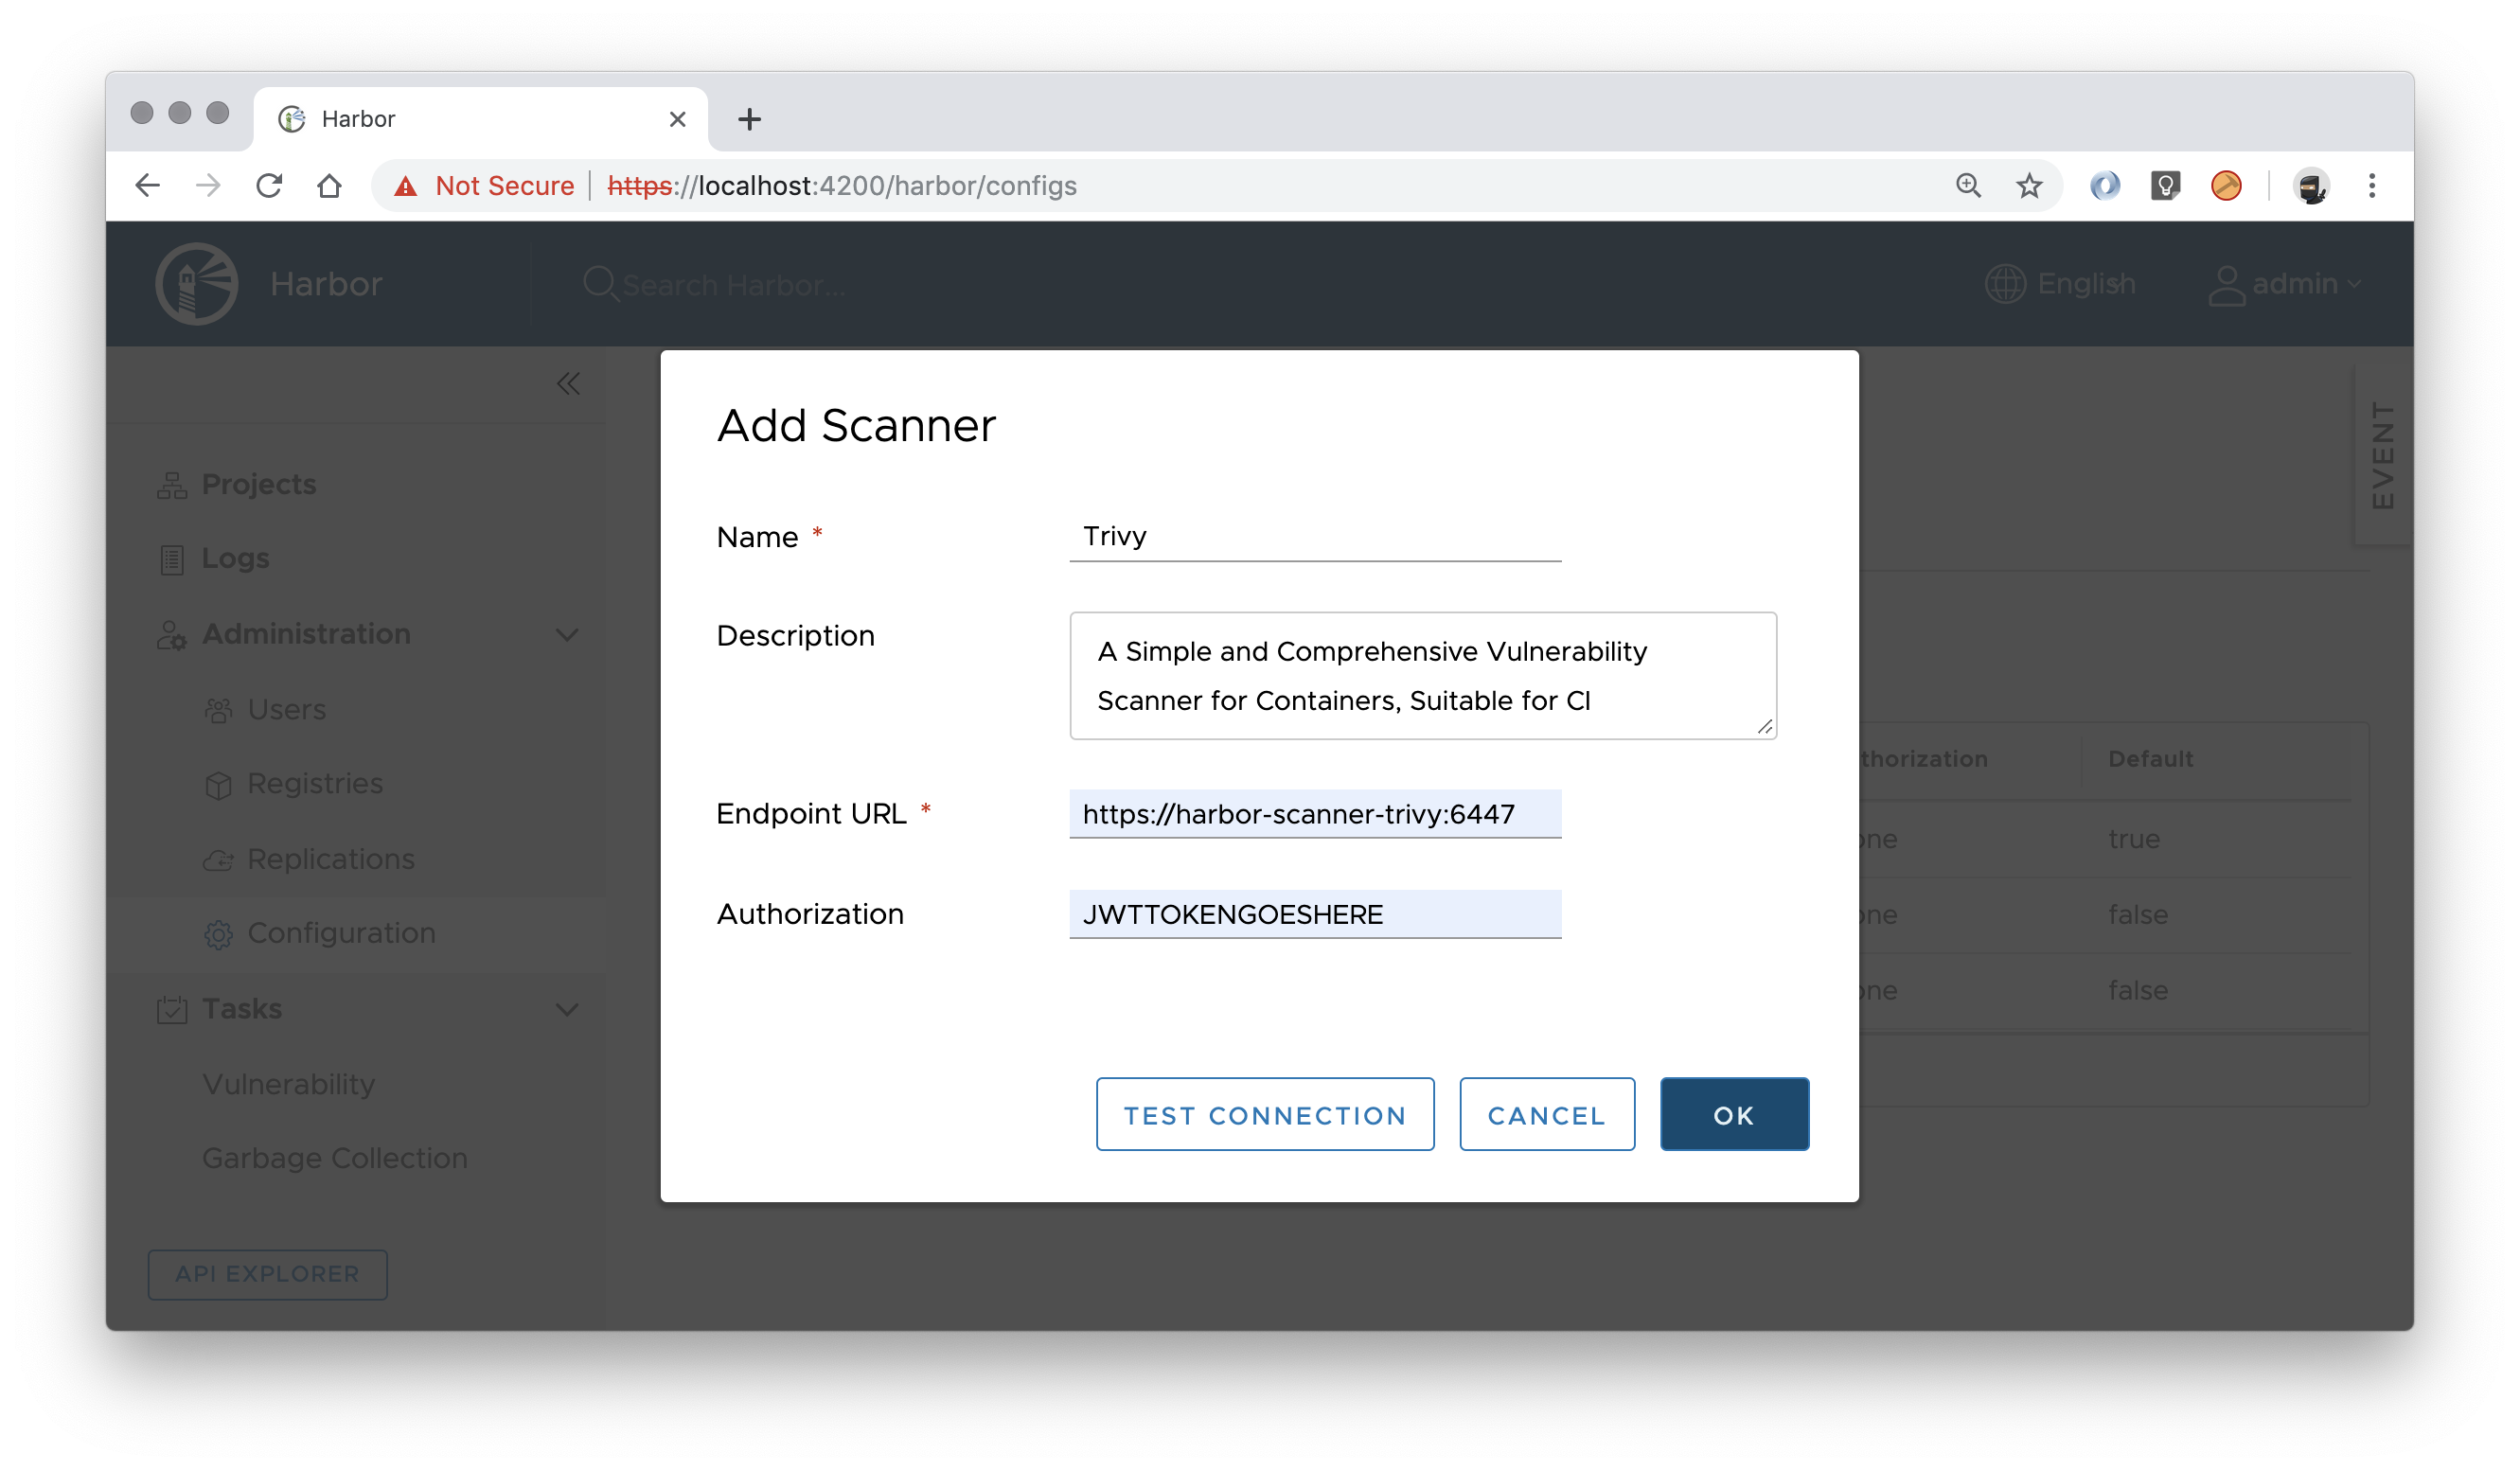 Harbor
Not Secure | https://localhost:4200/harbor/configs
Harbor
Search Harbor...
English
admin
EVENT
Projects
Logs
Administration
Users
Registries
Replications
Configuration
Tasks
Vulnerability
Garbage Collection
API EXPLORER
Add Scanner
Name *
Trivy
Description
A Simple and Comprehensive Vulnerability
Scanner for Containers, Suitable for CI
Endpoint URL *
https://harbor-scanner-trivy:6447
Authorization
JWTTOKENGOESHERE
TEST CONNECTION
CANCEL
OK
thorization Default
one true
one false
one false